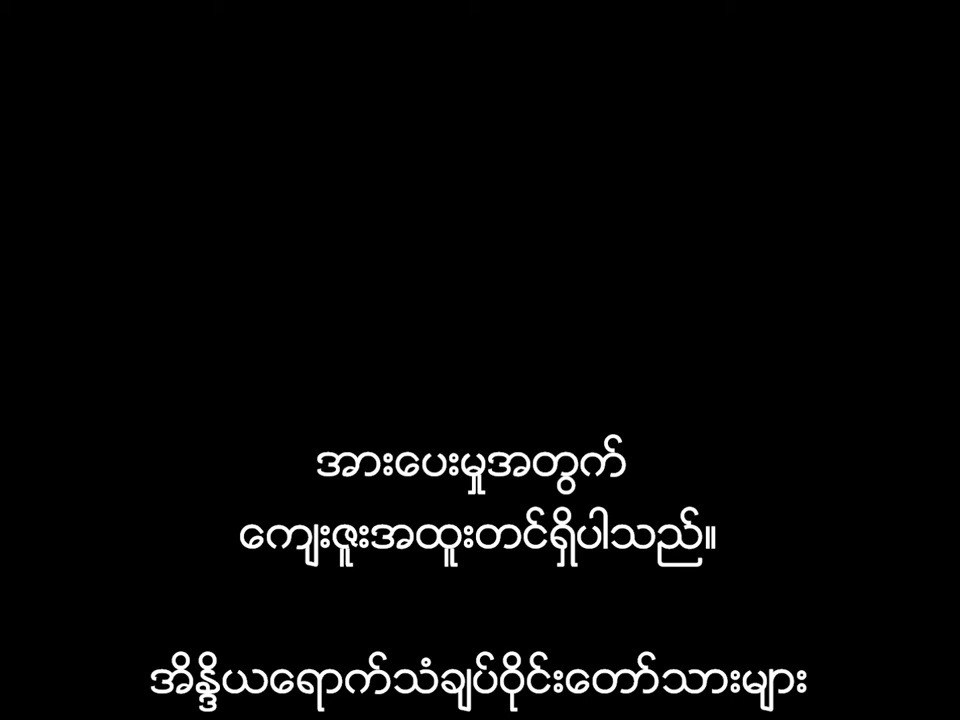 အားပေးမှုအတွက်
ကျေးဇူးအထူးတင်ရှိပါသည်။
အိန္ဒိယရောက်သံချပ်ဝိုင်းတော်သားများ